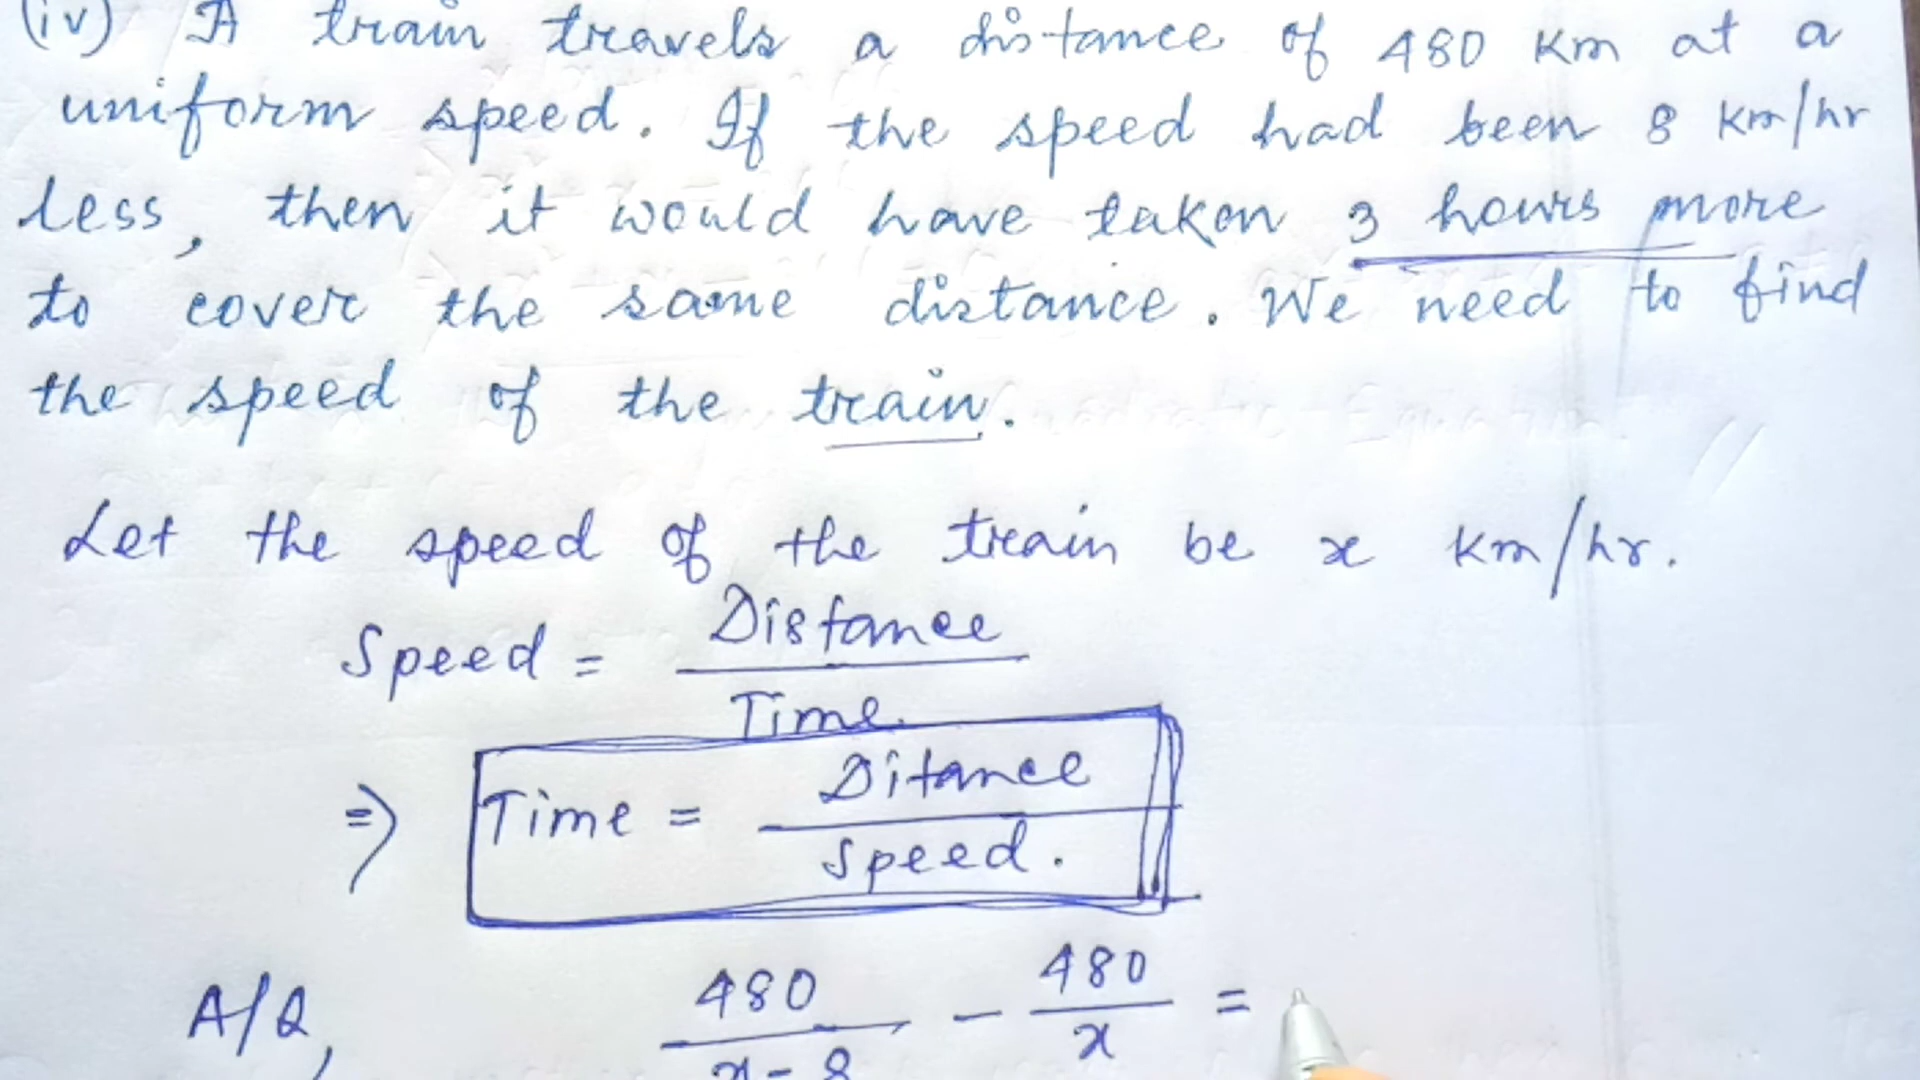 (iv) A train travels a distance of 480 Km at a
uniform speed. If the speed had been 8 Km/hr
less, then it would have taken 3 hours more
to cover the same distance. We need to find
the speed of the train.
Let the speed of the train be x Km/hr.
Speed = Distance / Time
⇒ Time = Ditance / Speed.
A/Q, 480 / x - 8 - 480 / x =